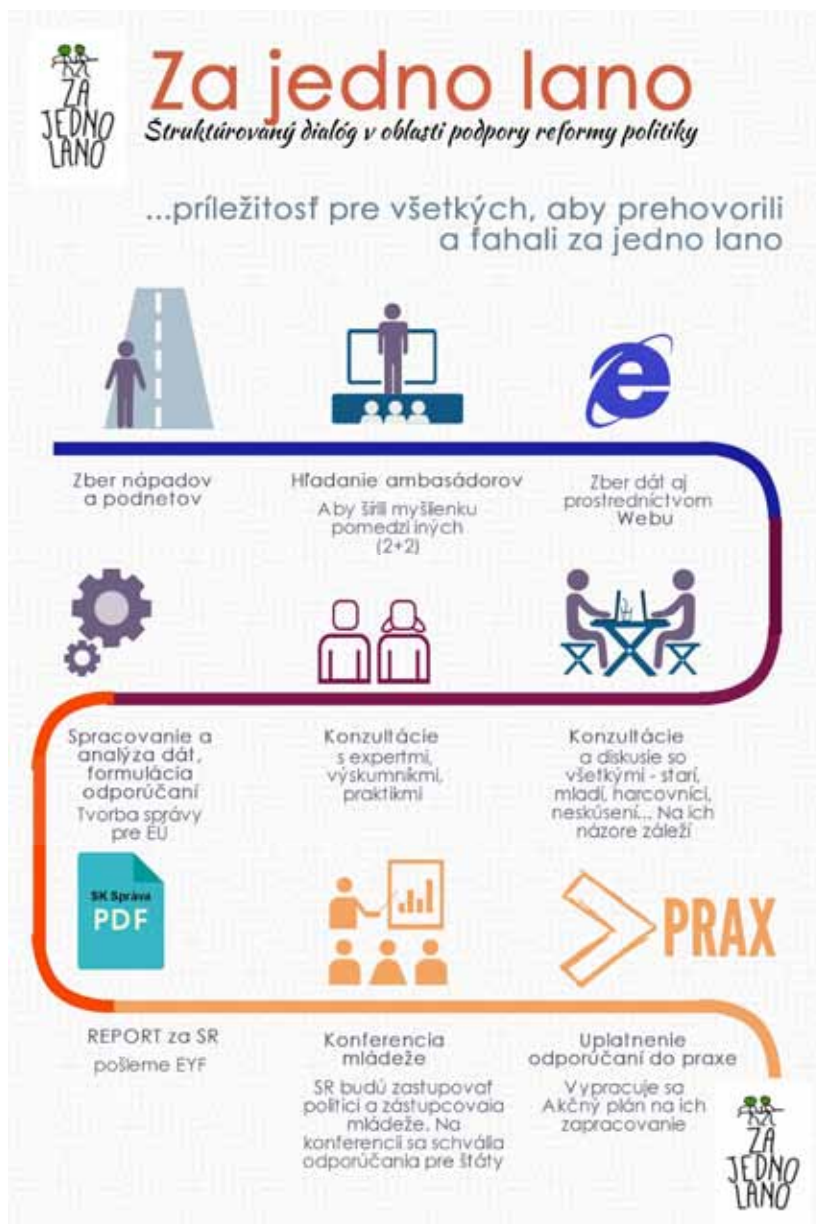 ZA
JEDNO
LANO
Za jedno lano
Štruktúrovaný dialóg v oblasti podpory reformy politiky
...príležitosť pre všetkých, aby prehovorili
a ťahali za jedno lano
Zber nápadov
a podnetov
Hľadanie ambasádorov
Aby šírili myšlienku
pomedzi iných
(2+2)
Zber dát aj
prostredníctvom
Webu
Konzultácie
a diskusie so
všetkými - starí,
mladí, harcovníci,
neskúsení... Na ich
názore záleží
Konzultácie
s expertmi,
výskumníkmi,
praktikmi
Spracovanie a
analýza dát,
formulácia
odporúčaní
Tvorba správy
pre EÚ
SK Správa
PDF
REPORT za SR
pošleme EYF
Konferencia
mládeže
SR budú zastupovať
politici a zástupcovaia
mládeže. Na
konferencii sa schvália
odporúčania pre štáty
PRAX
Uplatnenie
odporúčaní do praxe
Vypracuje sa
Akčný plán na ich
zapracovanie
ZA
JEDNO
LANO